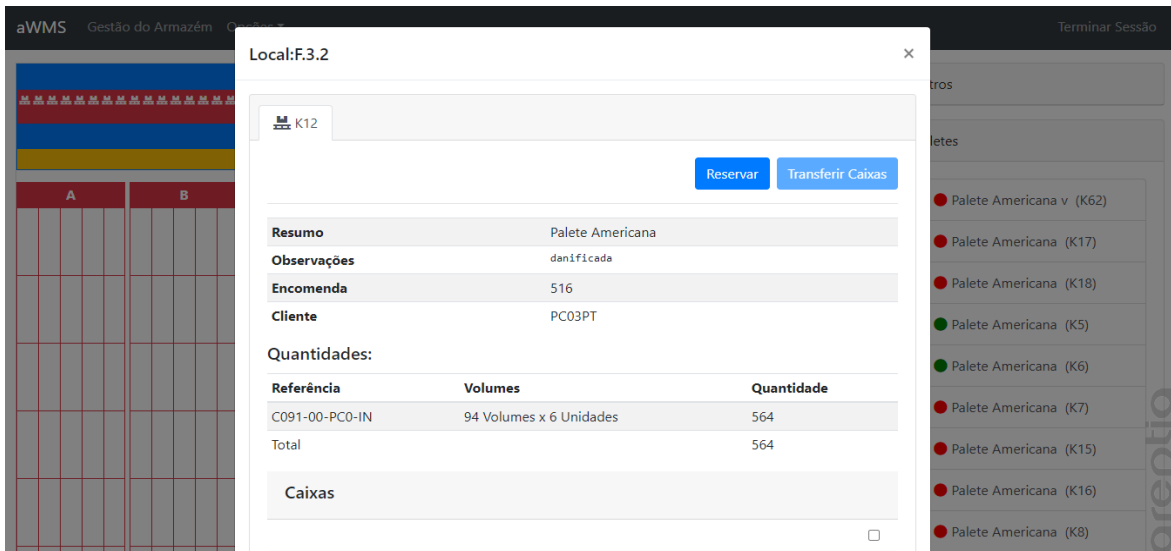 aWMS Gestão do Armazém Opções Terminar Sessão
Local:F.3.2 ×
K12
Reservar Transferir Caixas
Resumo Palete Americana
Observações danificada
Encomenda 516
Cliente PC03PT
Quantidades:
Referência Volumes Quantidade
C091-00-PC0-IN 94 Volumes x 6 Unidades 564
Total 564
Caixas
A B
tros
letes
Palete Americana v (K62)
Palete Americana (K17)
Palete Americana (K18)
Palete Americana (K5)
Palete Americana (K6)
Palete Americana (K7)
Palete Americana (K15)
Palete Americana (K16)
Palete Americana (K8)